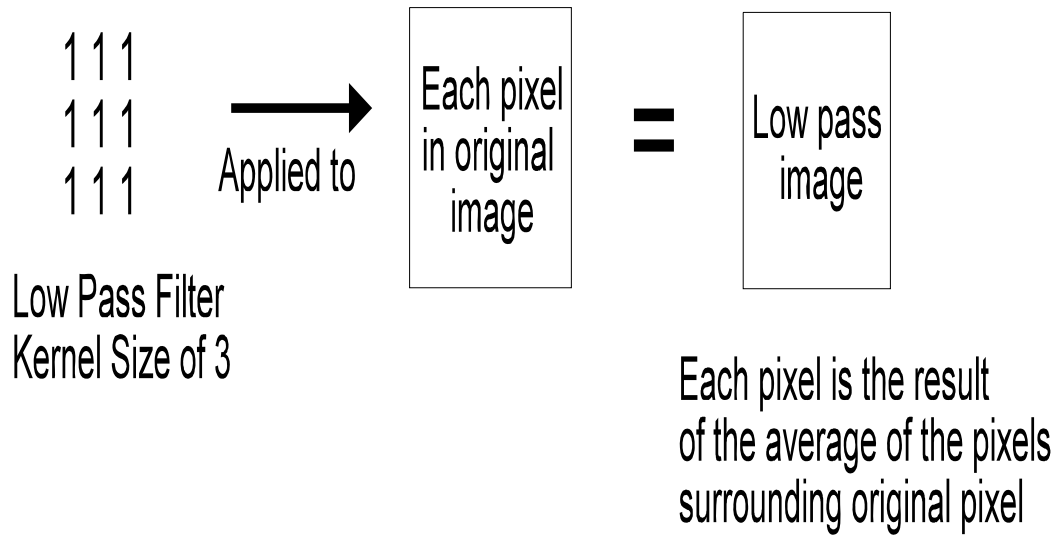 1 1 1
1 1 1
1 1 1
Low Pass Filter
Kernel Size of 3
Applied to
Each pixel
in original
image
=
Low pass
image
Each pixel is the result
of the average of the pixels
surrounding original pixel